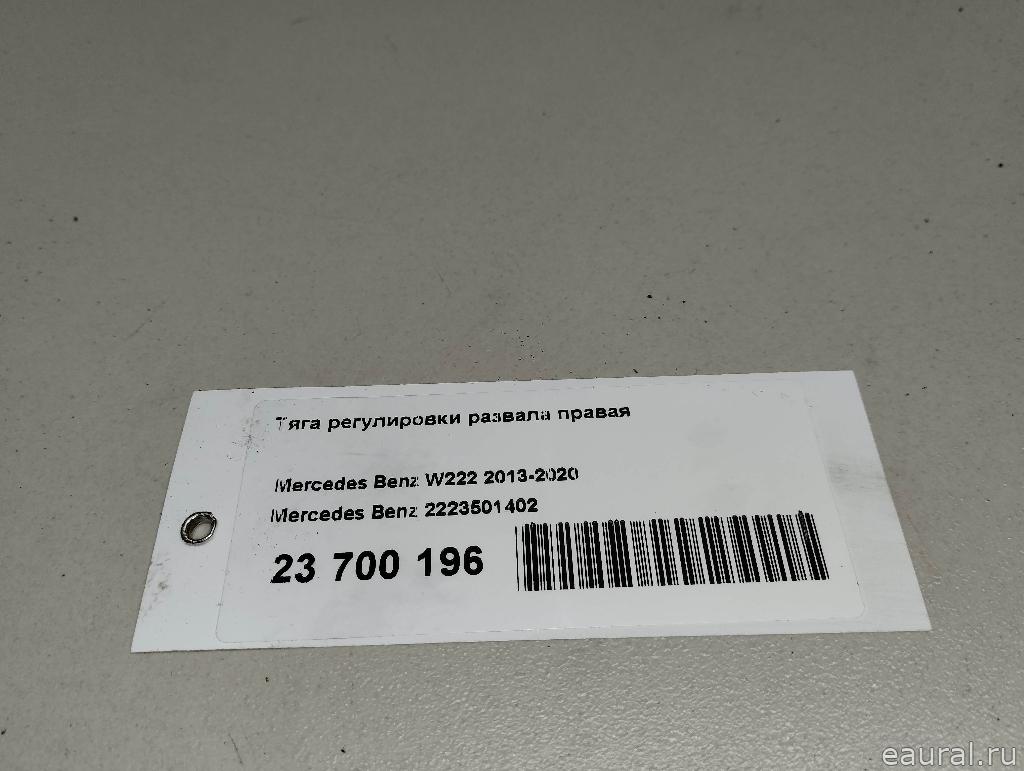 Тяга регулировки развала правая
Mercedes Benz W222 2013-2020
Mercedes Benz 2223501402
23 700 196
eaural.ru